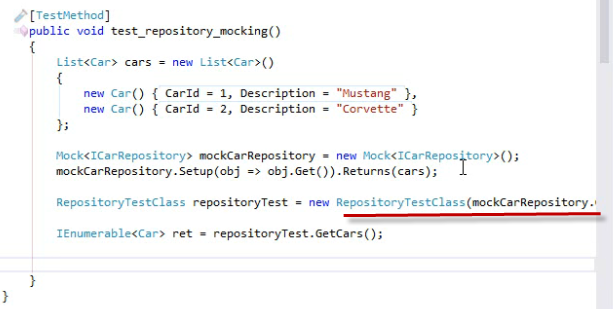 [TestMethod]
public void test_repository_mocking()
{
List<Car> cars = new List<Car>()
{
new Car() { CarId = 1, Description = "Mustang" },
new Car() { CarId = 2, Description = "Corvette" }
};
Mock<ICarRepository> mockCarRepository = new Mock<ICarRepository>();
mockCarRepository.Setup(obj => obj.Get()).Returns(cars);
RepositoryTestClass repositoryTest = new RepositoryTestClass(mockCarRepository.
IEnumerable<Car> ret = repositoryTest.GetCars();
}
}